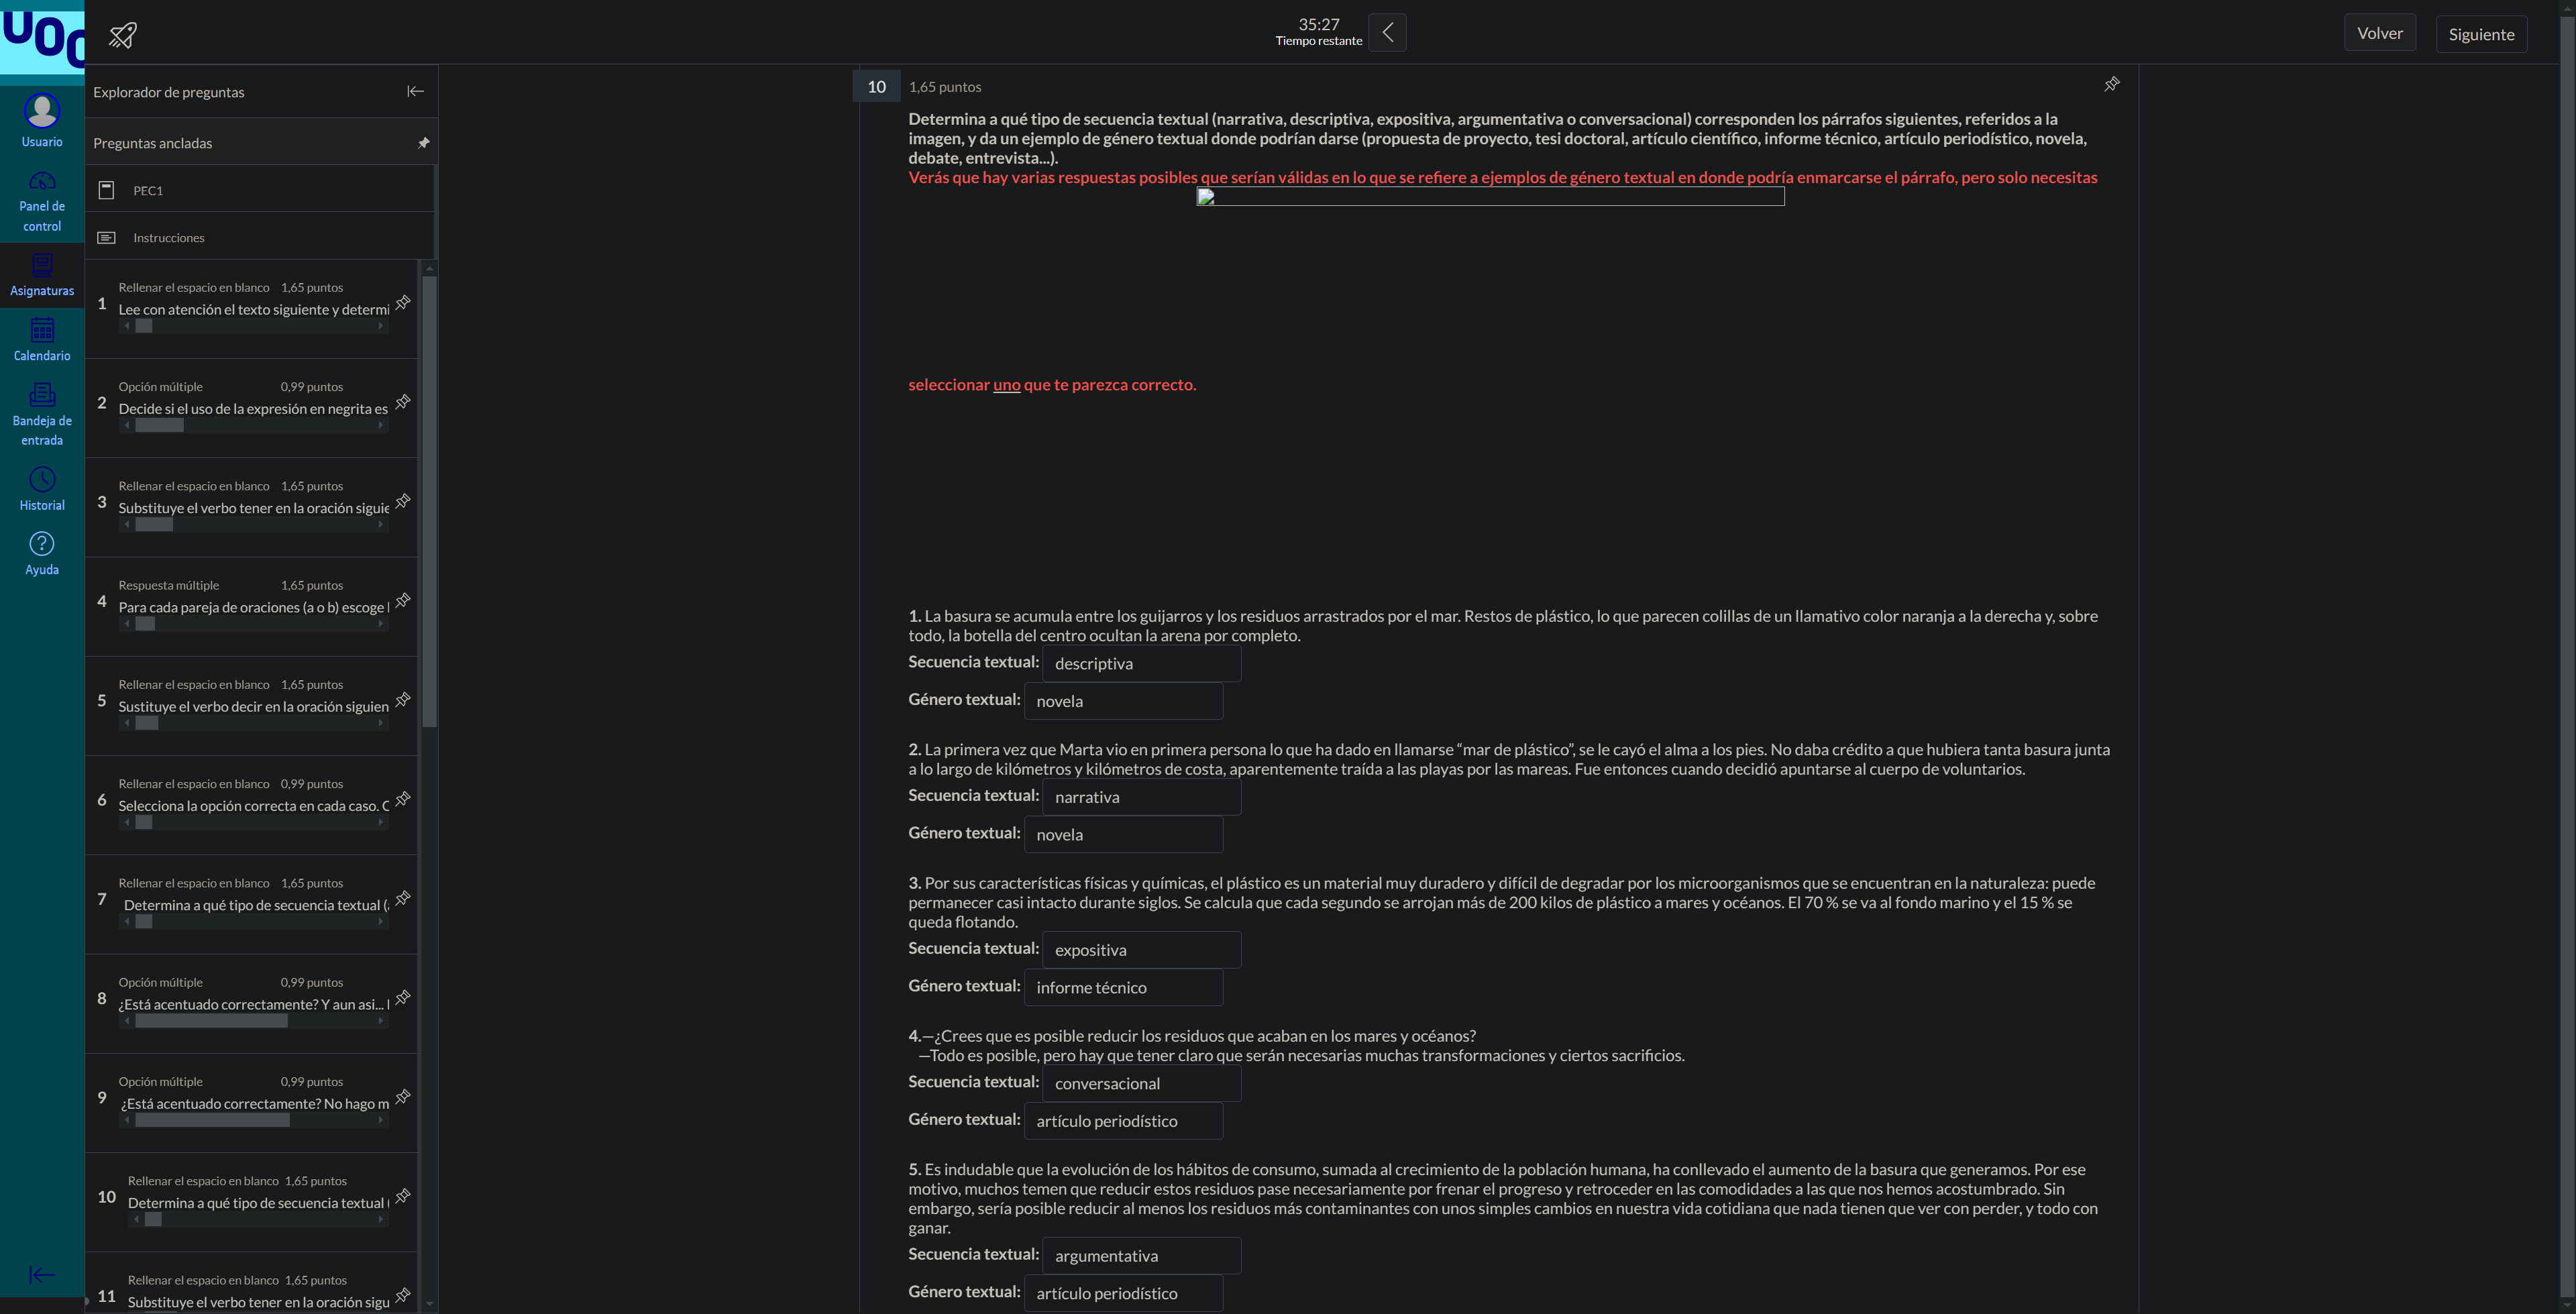 UOC
Usuario
Panel de
control
Asignaturas
Calendario
Bandeja de
entrada
Historial
Ayuda
35:27
Tiempo restante
Volver
Siguiente
Explorador de preguntas
Preguntas ancladas
PEC1
Instrucciones
1
Rellenar el espacio en blanco 1,65 puntos
Lee con atención el texto siguiente y determi
2
Opción múltiple 0,99 puntos
Decide si el uso de la expresión en negrita es
3
Rellenar el espacio en blanco 1,65 puntos
Substituye el verbo tener en la oración siguie
4
Respuesta múltiple 1,65 puntos
Para cada pareja de oraciones (a o b) escoge l
5
Rellenar el espacio en blanco 1,65 puntos
Sustituye el verbo decir en la oración siguien
6
Rellenar el espacio en blanco 0,99 puntos
Selecciona la opción correcta en cada caso. C
7
Rellenar el espacio en blanco 1,65 puntos
Determina a qué tipo de secuencia textual (
8
Opción múltiple 0,99 puntos
¿Está acentuado correctamente? Y aun asi...
9
Opción múltiple 0,99 puntos
¿Está acentuado correctamente? No hago m
10
Rellenar el espacio en blanco 1,65 puntos
Determina a qué tipo de secuencia textual (
11
Rellenar el espacio en blanco 1,65 puntos
Substituye el verbo tener en la oración sigu
10
1,65 puntos
Determina a qué tipo de secuencia textual (narrativa, descriptiva, expositiva, argumentativa o conversacional) corresponden los párrafos siguientes, referidos a la
imagen, y da un ejemplo de género textual donde podrían darse (propuesta de proyecto, tesi doctoral, artículo científico, informe técnico, artículo periodístico, novela,
debate, entrevista...).
Verás que hay varias respuestas posibles que serían válidas en lo que se refiere a ejemplos de género textual en donde podría enmarcarse el párrafo, pero solo necesitas
seleccionar uno que te parezca correcto.
1. La basura se acumula entre los guijarros y los residuos arrastrados por el mar. Restos de plástico, lo que parecen colillas de un llamativo color naranja a la derecha y, sobre
todo, la botella del centro ocultan la arena por completo.
Secuencia textual: descriptiva
Género textual: novela
2. La primera vez que Marta vio en primera persona lo que ha dado en llamarse “mar de plástico”, se le cayó el alma a los pies. No daba crédito a que hubiera tanta basura junta
a lo largo de kilómetros y kilómetros de costa, aparentemente traída a las playas por las mareas. Fue entonces cuando decidió apuntarse al cuerpo de voluntarios.
Secuencia textual: narrativa
Género textual: novela
3. Por sus características físicas y químicas, el plástico es un material muy duradero y difícil de degradar por los microorganismos que se encuentran en la naturaleza: puede
permanecer casi intacto durante siglos. Se calcula que cada segundo se arrojan más de 200 kilos de plástico a mares y océanos. El 70 % se va al fondo marino y el 15 % se
queda flotando.
Secuencia textual: expositiva
Género textual: informe técnico
4.—¿Crees que es posible reducir los residuos que acaban en los mares y océanos?
—Todo es posible, pero hay que tener claro que serán necesarias muchas transformaciones y ciertos sacrificios.
Secuencia textual: conversacional
Género textual: artículo periodístico
5. Es indudable que la evolución de los hábitos de consumo, sumada al crecimiento de la población humana, ha conllevado el aumento de la basura que generamos. Por ese
motivo, muchos temen que reducir estos residuos pase necesariamente por frenar el progreso y retroceder en las comodidades a las que nos hemos acostumbrado. Sin
embargo, sería posible reducir al menos los residuos más contaminantes con unos simples cambios en nuestra vida cotidiana que nada tienen que ver con perder, y todo con
ganar.
Secuencia textual: argumentativa
Género textual: artículo periodístico